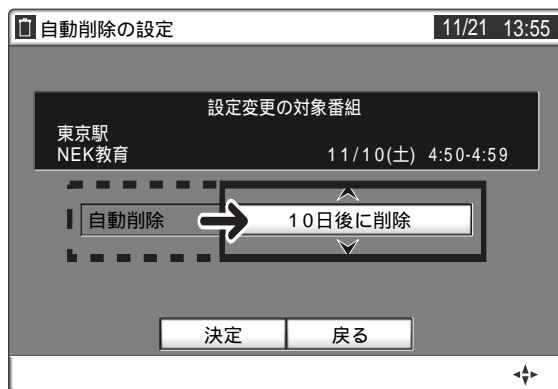 自動削除の設定 11/21 13:55
設定変更の対象番組
東京駅
NEK教育 11/10(土) 4:50-4:59
自動削除 10日後に削除
決定 戻る